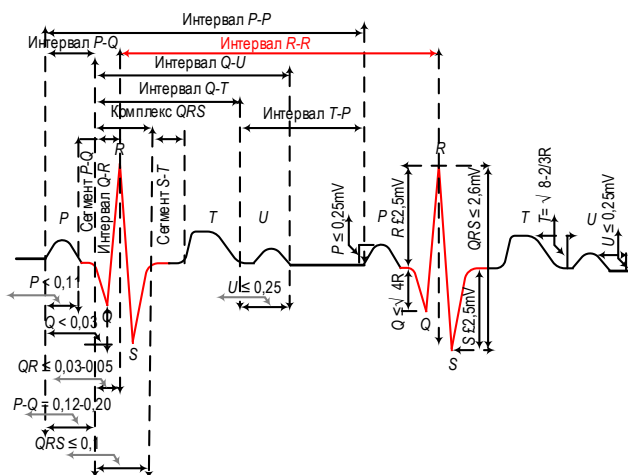 Интервал P-P
Интервал P-Q
Интервал R-R
Интервал Q-U
Интервал Q-T
Комплекс QRS
Интервал T-P
R
R
Сегмент P-Q
Интервал Q-R
Сегмент S-T
P
T
U
P ≤ 0,25mV
P
R £2,5mV
QRS ≤ 2,6mV
T
T= √ 8-2/3R
U
U ≤ 0,25mV
P < 0,11
Q < 0,03
Q
S
U ≤ 0,25
Q ≤√ 4R
Q
S £2,5mV
S
QR ≤ 0,03-0,05
P-Q = 0,12-0,20
QRS ≤ 0,1